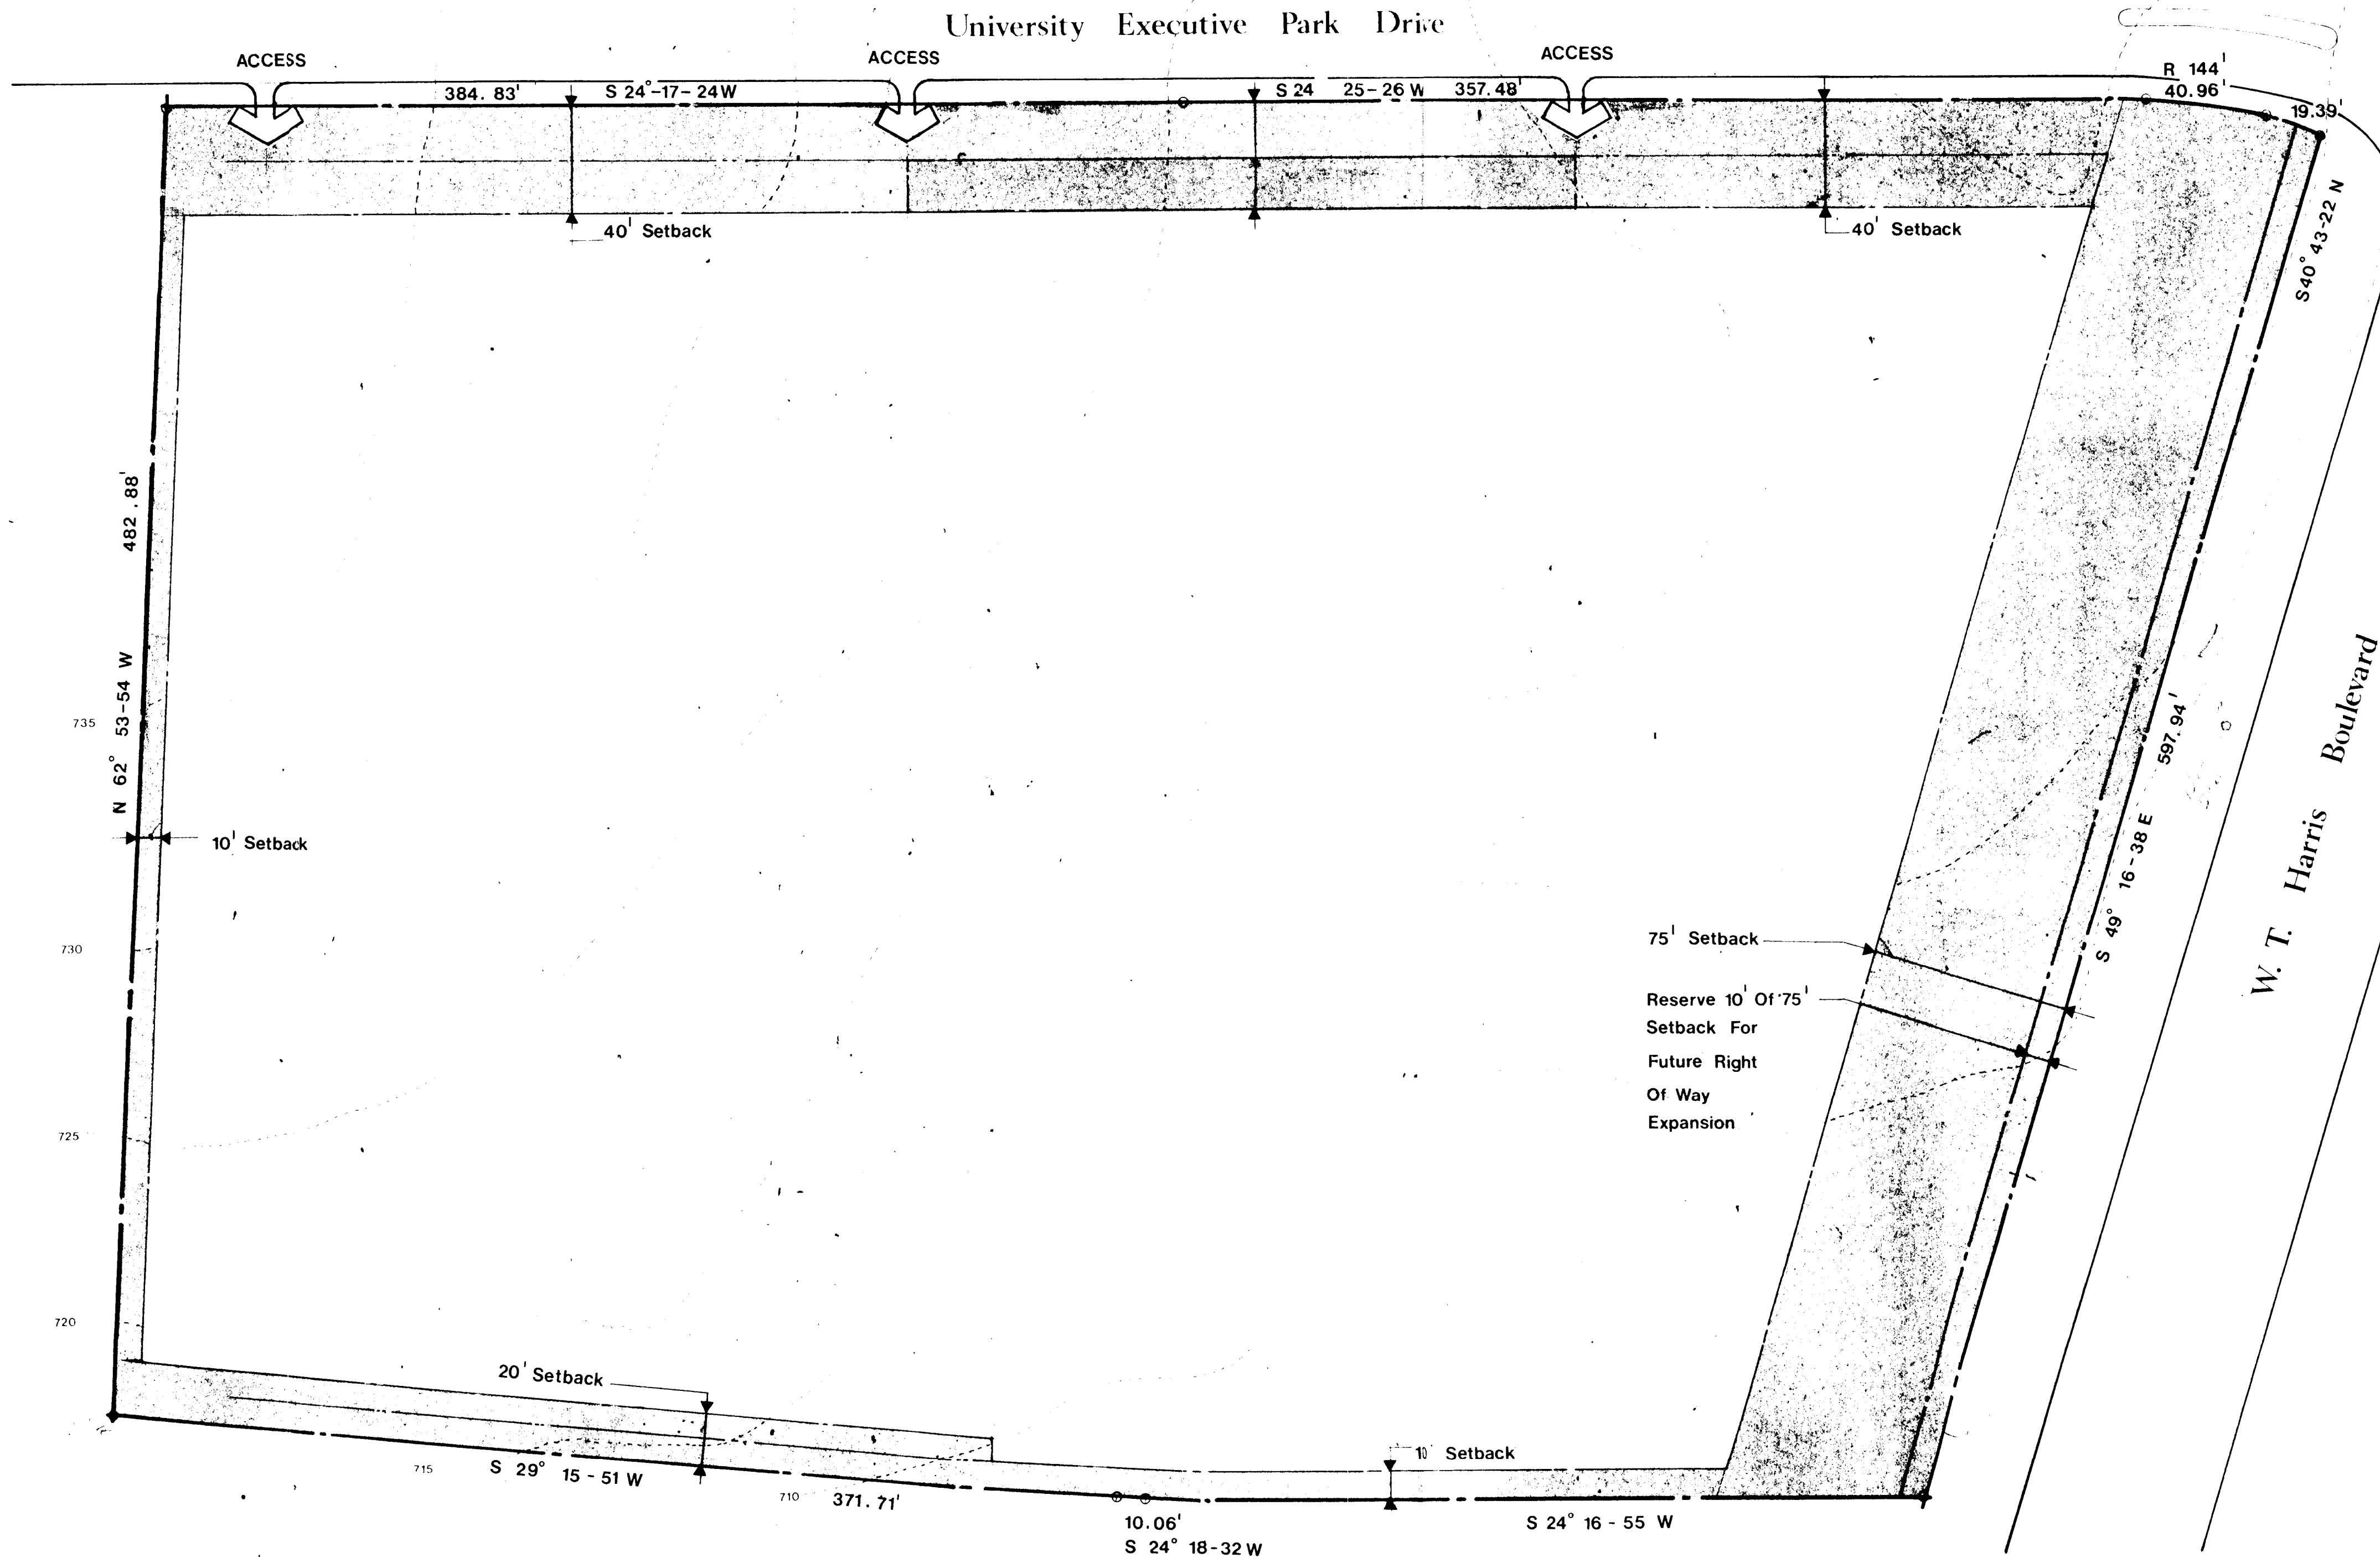 University Executive Park Drive
ACCESS
ACCESS
ACCESS
384.83'
S 24°-17-24W
S 24 25-26 W 357.48'
R 144'
40.96'
19.39'
40' Setback
40' Setback
S40° 43-22 N
482.88'
N 62° 53-54 W
735
10' Setback
730
725
720
597.94'
S 49° 16-38 E
W. T. Harris Boulevard
75' Setback
Reserve 10' Of 75'
Setback For
Future Right
Of Way
Expansion
20' Setback
10' Setback
715
S 29° 15-51 W
710
371.71'
10.06'
S 24° 18-32 W
S 24° 16-55 W